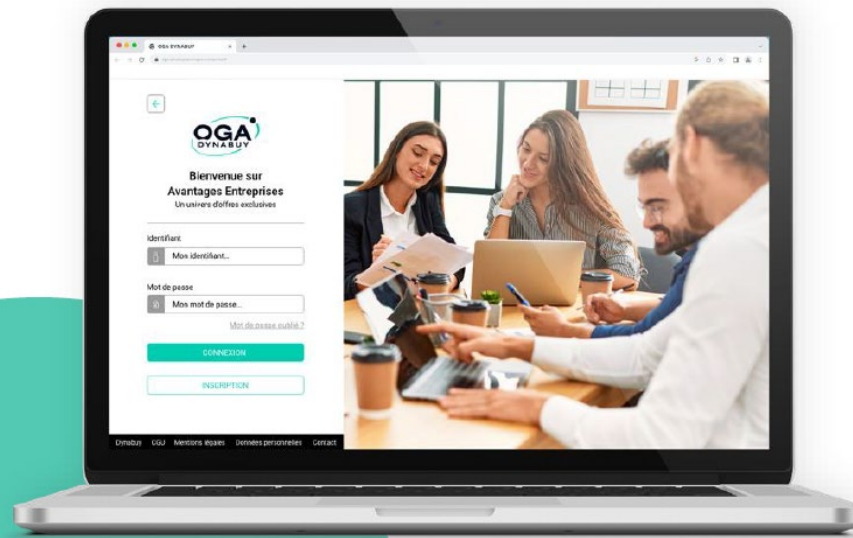 OGA DYNABUY
OGA
DYNABUY
Bienvenue sur
Avantages Entreprises
Un univers d'offres exclusives
Identifiant
Mon identifiant...
Mot de passe
Mon mot de passe...
Mot de passe oublié ?
CONNEXION
INSCRIPTION
Dynabuy CGU Mentions légales Données personnelles Contact